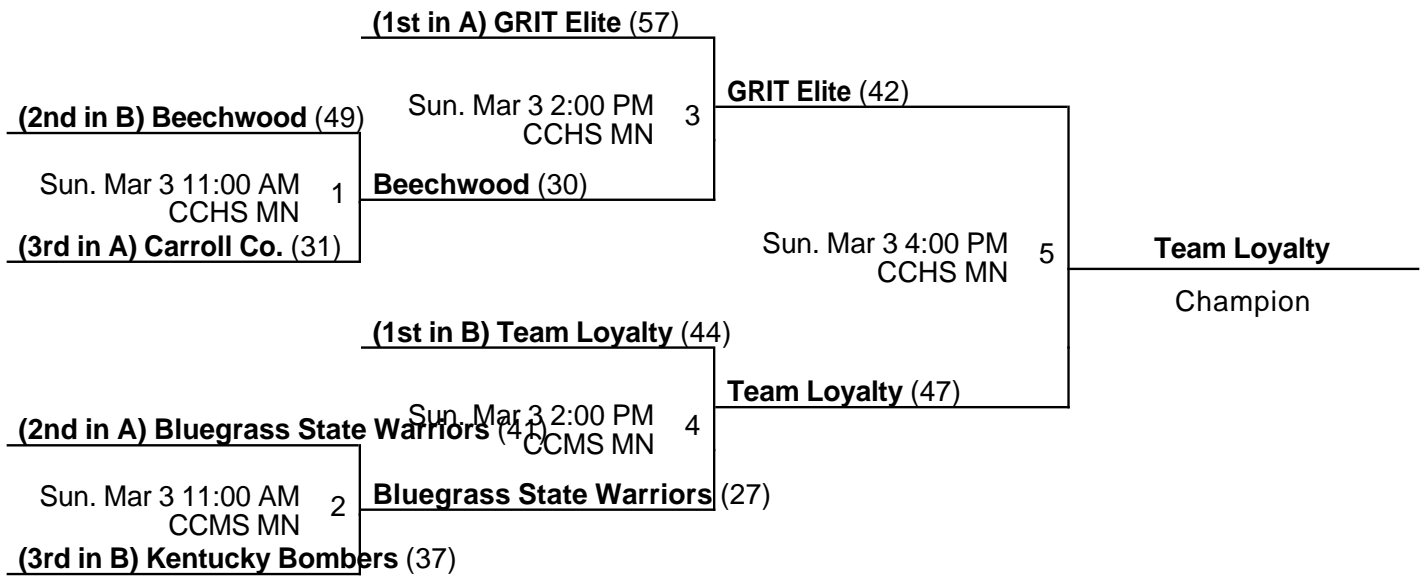 (1st in A) GRIT Elite (57)
Sun. Mar 3 2:00 PM 3
CCHS MN
GRIT Elite (42)
(2nd in B) Beechwood (49)
Sun. Mar 3 11:00 AM 1
CCHS MN
Beechwood (30)
(3rd in A) Carroll Co. (31)
Sun. Mar 3 4:00 PM 5
CCHS MN
Team Loyalty
Champion
(1st in B) Team Loyalty (44)
Sun. Mar 3 2:00 PM 4
CCMS MN
Team Loyalty (47)
(2nd in A) Bluegrass State Warriors (41)
Sun. Mar 3 11:00 AM 2
CCMS MN
Bluegrass State Warriors (27)
(3rd in B) Kentucky Bombers (37)